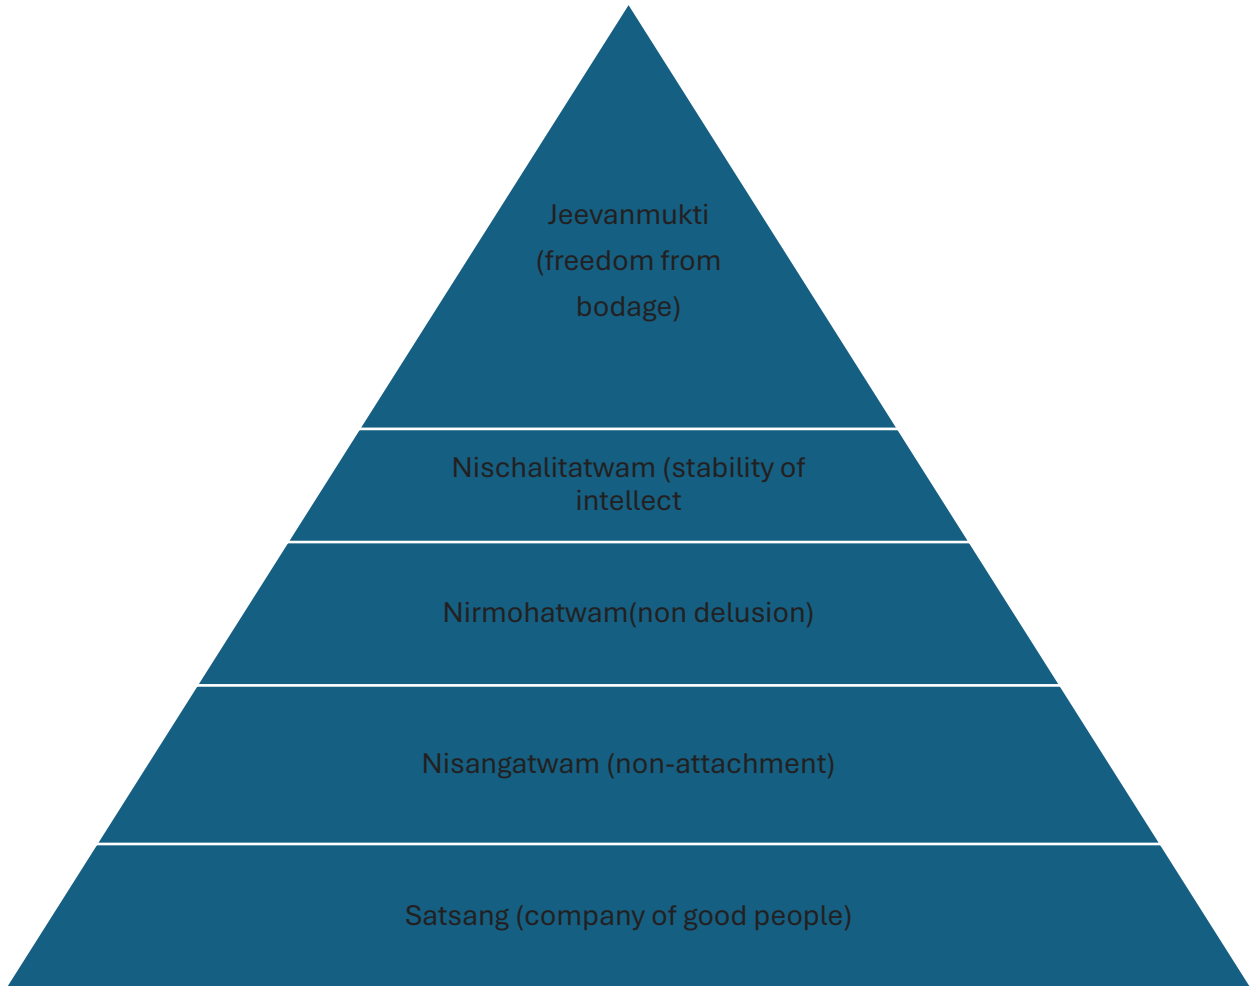 Jeevanmukti
(freedom from
bodage)
Nischalitatwam (stability of
intellect
Nirmohatwam(non delusion)
Nisangatwam (non-attachment)
Satsang (company of good people)